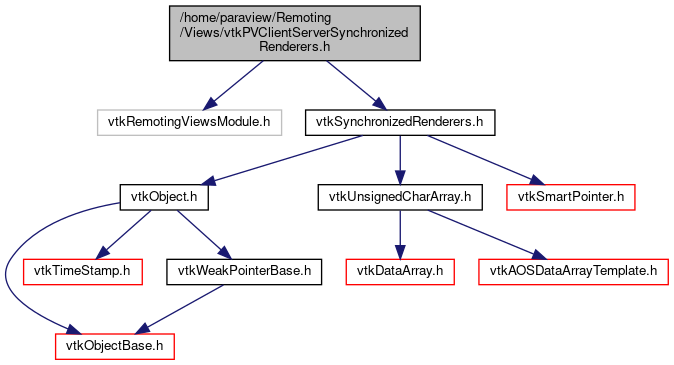 /home/paraview/Remoting
/Views/vtkPVClientServerSynchronized
Renderers.h
vtkRemotingViewsModule.h
vtkSynchronizedRenderers.h
vtkObject.h
vtkUnsignedCharArray.h
vtkSmartPointer.h
vtkTimeStamp.h
vtkWeakPointerBase.h
vtkDataArray.h
vtkAOSDataArrayTemplate.h
vtkObjectBase.h